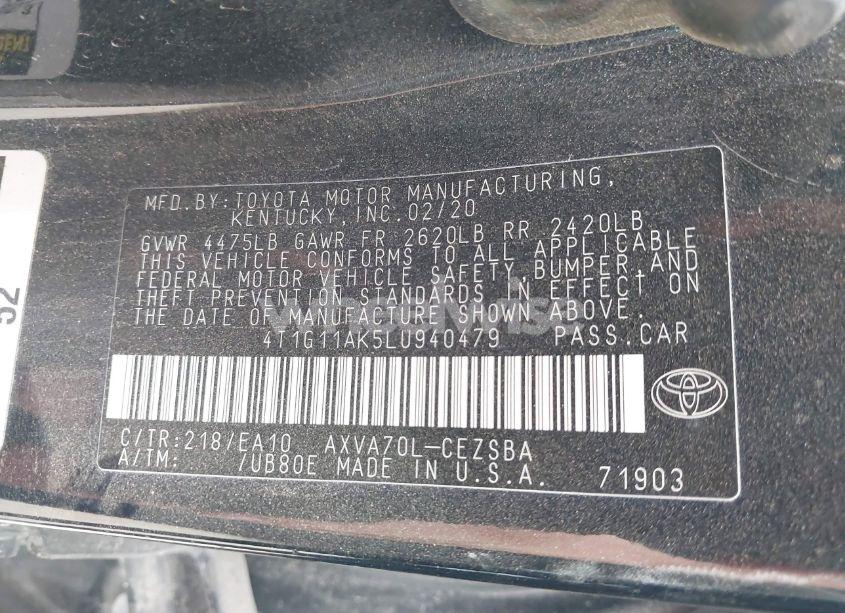 MFD.BY:TOYOTA MOTOR MANUFACTURING,
KENTUCKY,INC.02/20
GVWR 4475LB GAWR FR 2620LB RR 2420LB
THIS VEHICLE CONFORMS TO ALL APPLICABLE
FEDERAL MOTOR VEHICLE SAFETY,BUMPER,AND
THEFT PREVENTION STANDARDS IN EFFECT ON
THE DATE OF MANUFACTURE SHOWN ABOVE.
4T1G11AK5LU940479 PASS.CAR
C/TR:218/EA10 AXVA70L-CEZSBA
A/TM: /UB80E MADE IN U.S.A. 71903
52